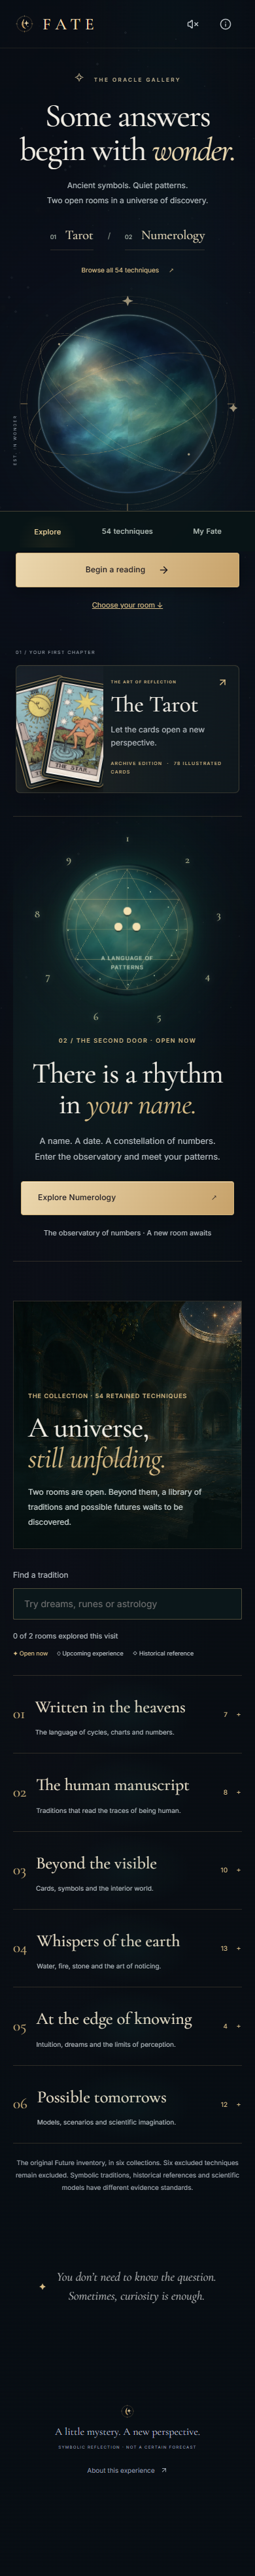 FATE
THE ORACLE GALLERY
Some answers
begin with wonder.
Ancient symbols. Quiet patterns.
Two open rooms in a universe of discovery.
01 Tarot / 02 Numerology
Browse all 54 techniques ↗
EST. IN WONDER
Explore 54 techniques My Fate
Begin a reading →
Choose your room ↓
01 / YOUR FIRST CHAPTER
THE ART OF REFLECTION
The Tarot
Let the cards open a new
perspective.
ARCHIVE EDITION · 78 ILLUSTRATED
CARDS
THE STAR
1
2
3
4
5
6
7
8
9
A LANGUAGE OF
PATTERNS
02 / THE SECOND DOOR · OPEN NOW
There is a rhythm
in your name.
A name. A date. A constellation of numbers.
Enter the observatory and meet your patterns.
Explore Numerology ↗
The observatory of numbers · A new room awaits
THE COLLECTION · 54 RETAINED TECHNIQUES
A universe,
still unfolding.
Two rooms are open. Beyond them, a library of
traditions and possible futures waits to be
discovered.
Find a tradition
Try dreams, runes or astrology
0 of 2 rooms explored this visit
✦ Open now ◇ Upcoming experience ✧ Historical reference
01 Written in the heavens 7 +
The language of cycles, charts and numbers.
02 The human manuscript 8 +
Traditions that read the traces of being human.
03 Beyond the visible 10 +
Cards, symbols and the interior world.
04 Whispers of the earth 13 +
Water, fire, stone and the art of noticing.
05 At the edge of knowing 4 +
Intuition, dreams and the limits of perception.
06 Possible tomorrows 12 +
Models, scenarios and scientific imagination.
The original Future inventory, in six collections. Six excluded techniques
remain excluded. Symbolic traditions, historical references and scientific
models have different evidence standards.
You don't need to know the question.
Sometimes, curiosity is enough.
A little mystery. A new perspective.
SYMBOLIC REFLECTION · NOT A CERTAIN FORECAST
About this experience ↗